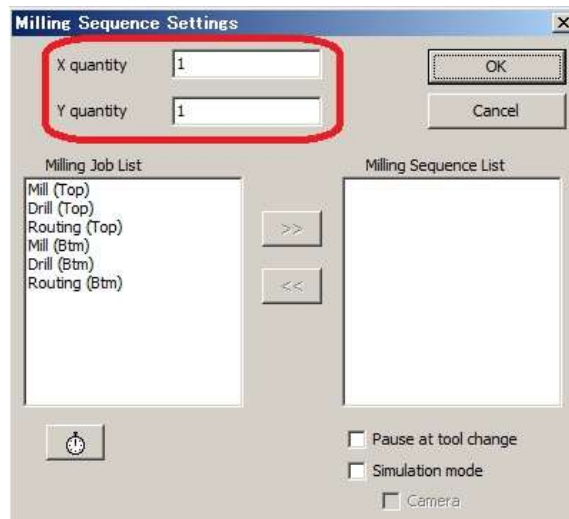 Milling Sequence Settings
X quantity 1
OK
Y quantity 1
Cancel
Milling Job List
Milling Sequence List
Mill (Top)
Drill (Top)
Routing (Top)
Mill (Btm)
Drill (Btm)
Routing (Btm)
>>
<<
Pause at tool change
Simulation mode
Camera